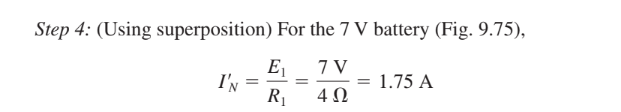 Step 4: (Using superposition) For the 7 V battery (Fig. 9.75),
I'N = E1/R1 = 7 V/4 Ω = 1.75 A